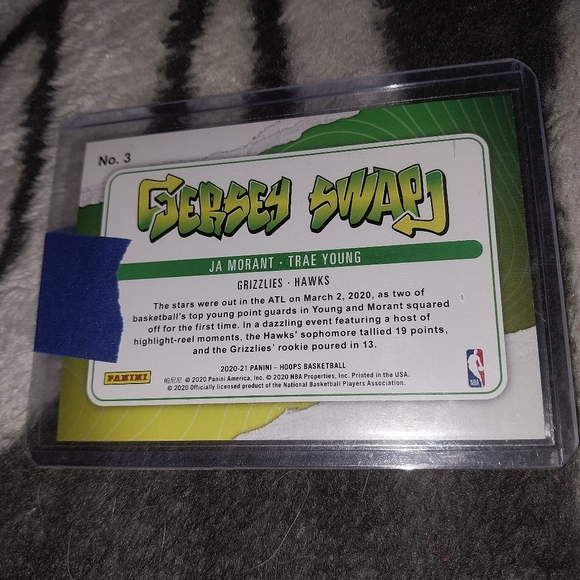 No. 3
JERSEY SWAP
JA MORANT · TRAE YOUNG
GRIZZLIES · HAWKS
The stars were out in the ATL on March 2, 2020, as two of
basketball's top young point guards in Young and Morant squared
off for the first time. In a dazzling event featuring a host of
highlight-reel moments, the Hawks' sophomore tallied 19 points,
and the Grizzlies' rookie poured in 13.
2020-21 PANINI – HOOPS BASKETBALL
PANINI
帕尼尼 © 2020 Panini America, Inc. © 2020 NBA Properties, Inc. Printed in the USA.
© 2020 Officially licensed product of the National Basketball Players Association.
NBA